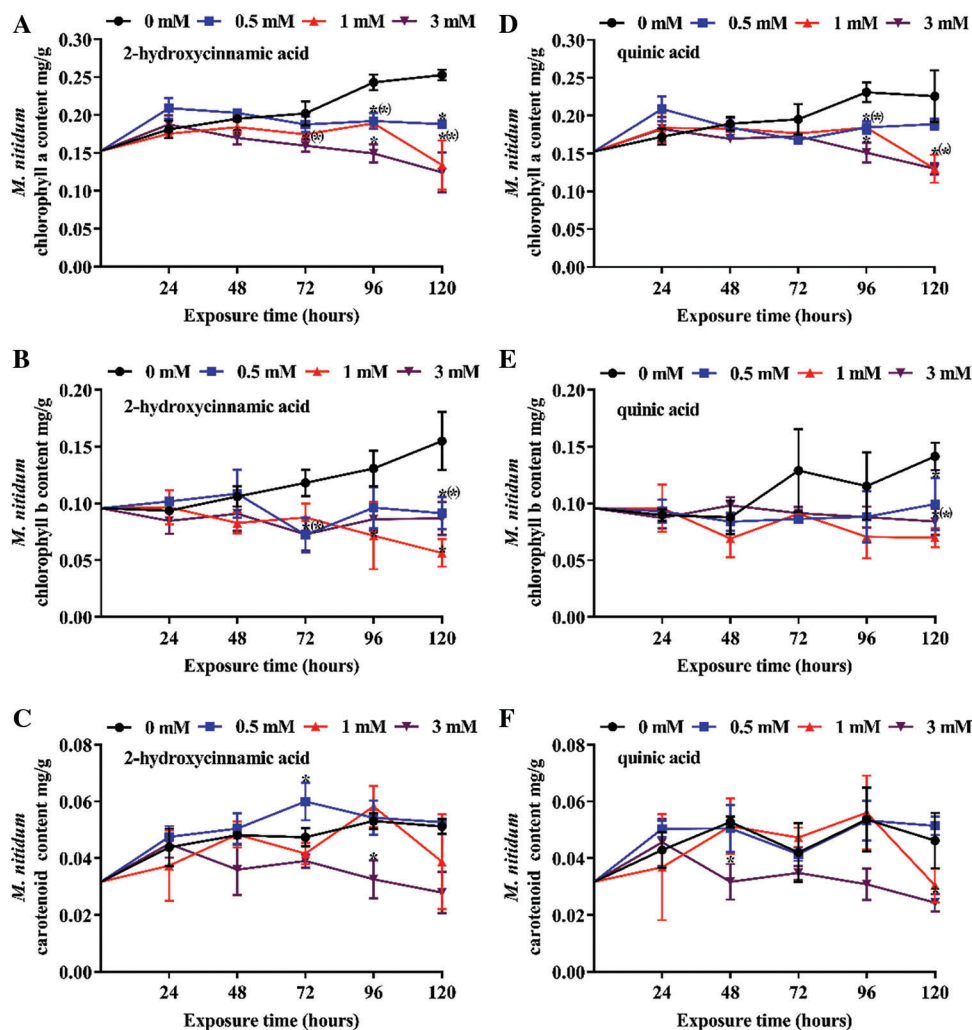 A
0 mM 0.5 mM 1 mM 3 mM
2-hydroxycinnamic acid
M. nitidum
chlorophyll a content mg/g
0.30
0.25
0.20
0.15
0.10
0.05
0.00
*(*)
*
*
*(*)
*(*)
*
*
24 48 72 96 120
Exposure time (hours)
D
0 mM 0.5 mM 1 mM 3 mM
quinic acid
M. nitidum
chlorophyll a content mg/g
0.30
0.25
0.20
0.15
0.10
0.05
0.00
*(*)
*
*(*)
24 48 72 96 120
Exposure time (hours)
B
0 mM 0.5 mM 1 mM 3 mM
2-hydroxycinnamic acid
M. nitidum
chlorophyll b content mg/g
0.20
0.15
0.10
0.05
0.00
*(*)
*(*)
*
*
24 48 72 96 120
Exposure time (hours)
E
0 mM 0.5 mM 1 mM 3 mM
quinic acid
M. nitidum
chlorophyll b content mg/g
0.20
0.15
0.10
0.05
0.00
*
*(*)
24 48 72 96 120
Exposure time (hours)
C
0 mM 0.5 mM 1 mM 3 mM
2-hydroxycinnamic acid
M. nitidum
carotenoid content mg/g
0.08
0.06
0.04
0.02
0.00
*
*
24 48 72 96 120
Exposure time (hours)
F
0 mM 0.5 mM 1 mM 3 mM
quinic acid
M. nitidum
carotenoid content mg/g
0.08
0.06
0.04
0.02
0.00
*
*
24 48 72 96 120
Exposure time (hours)